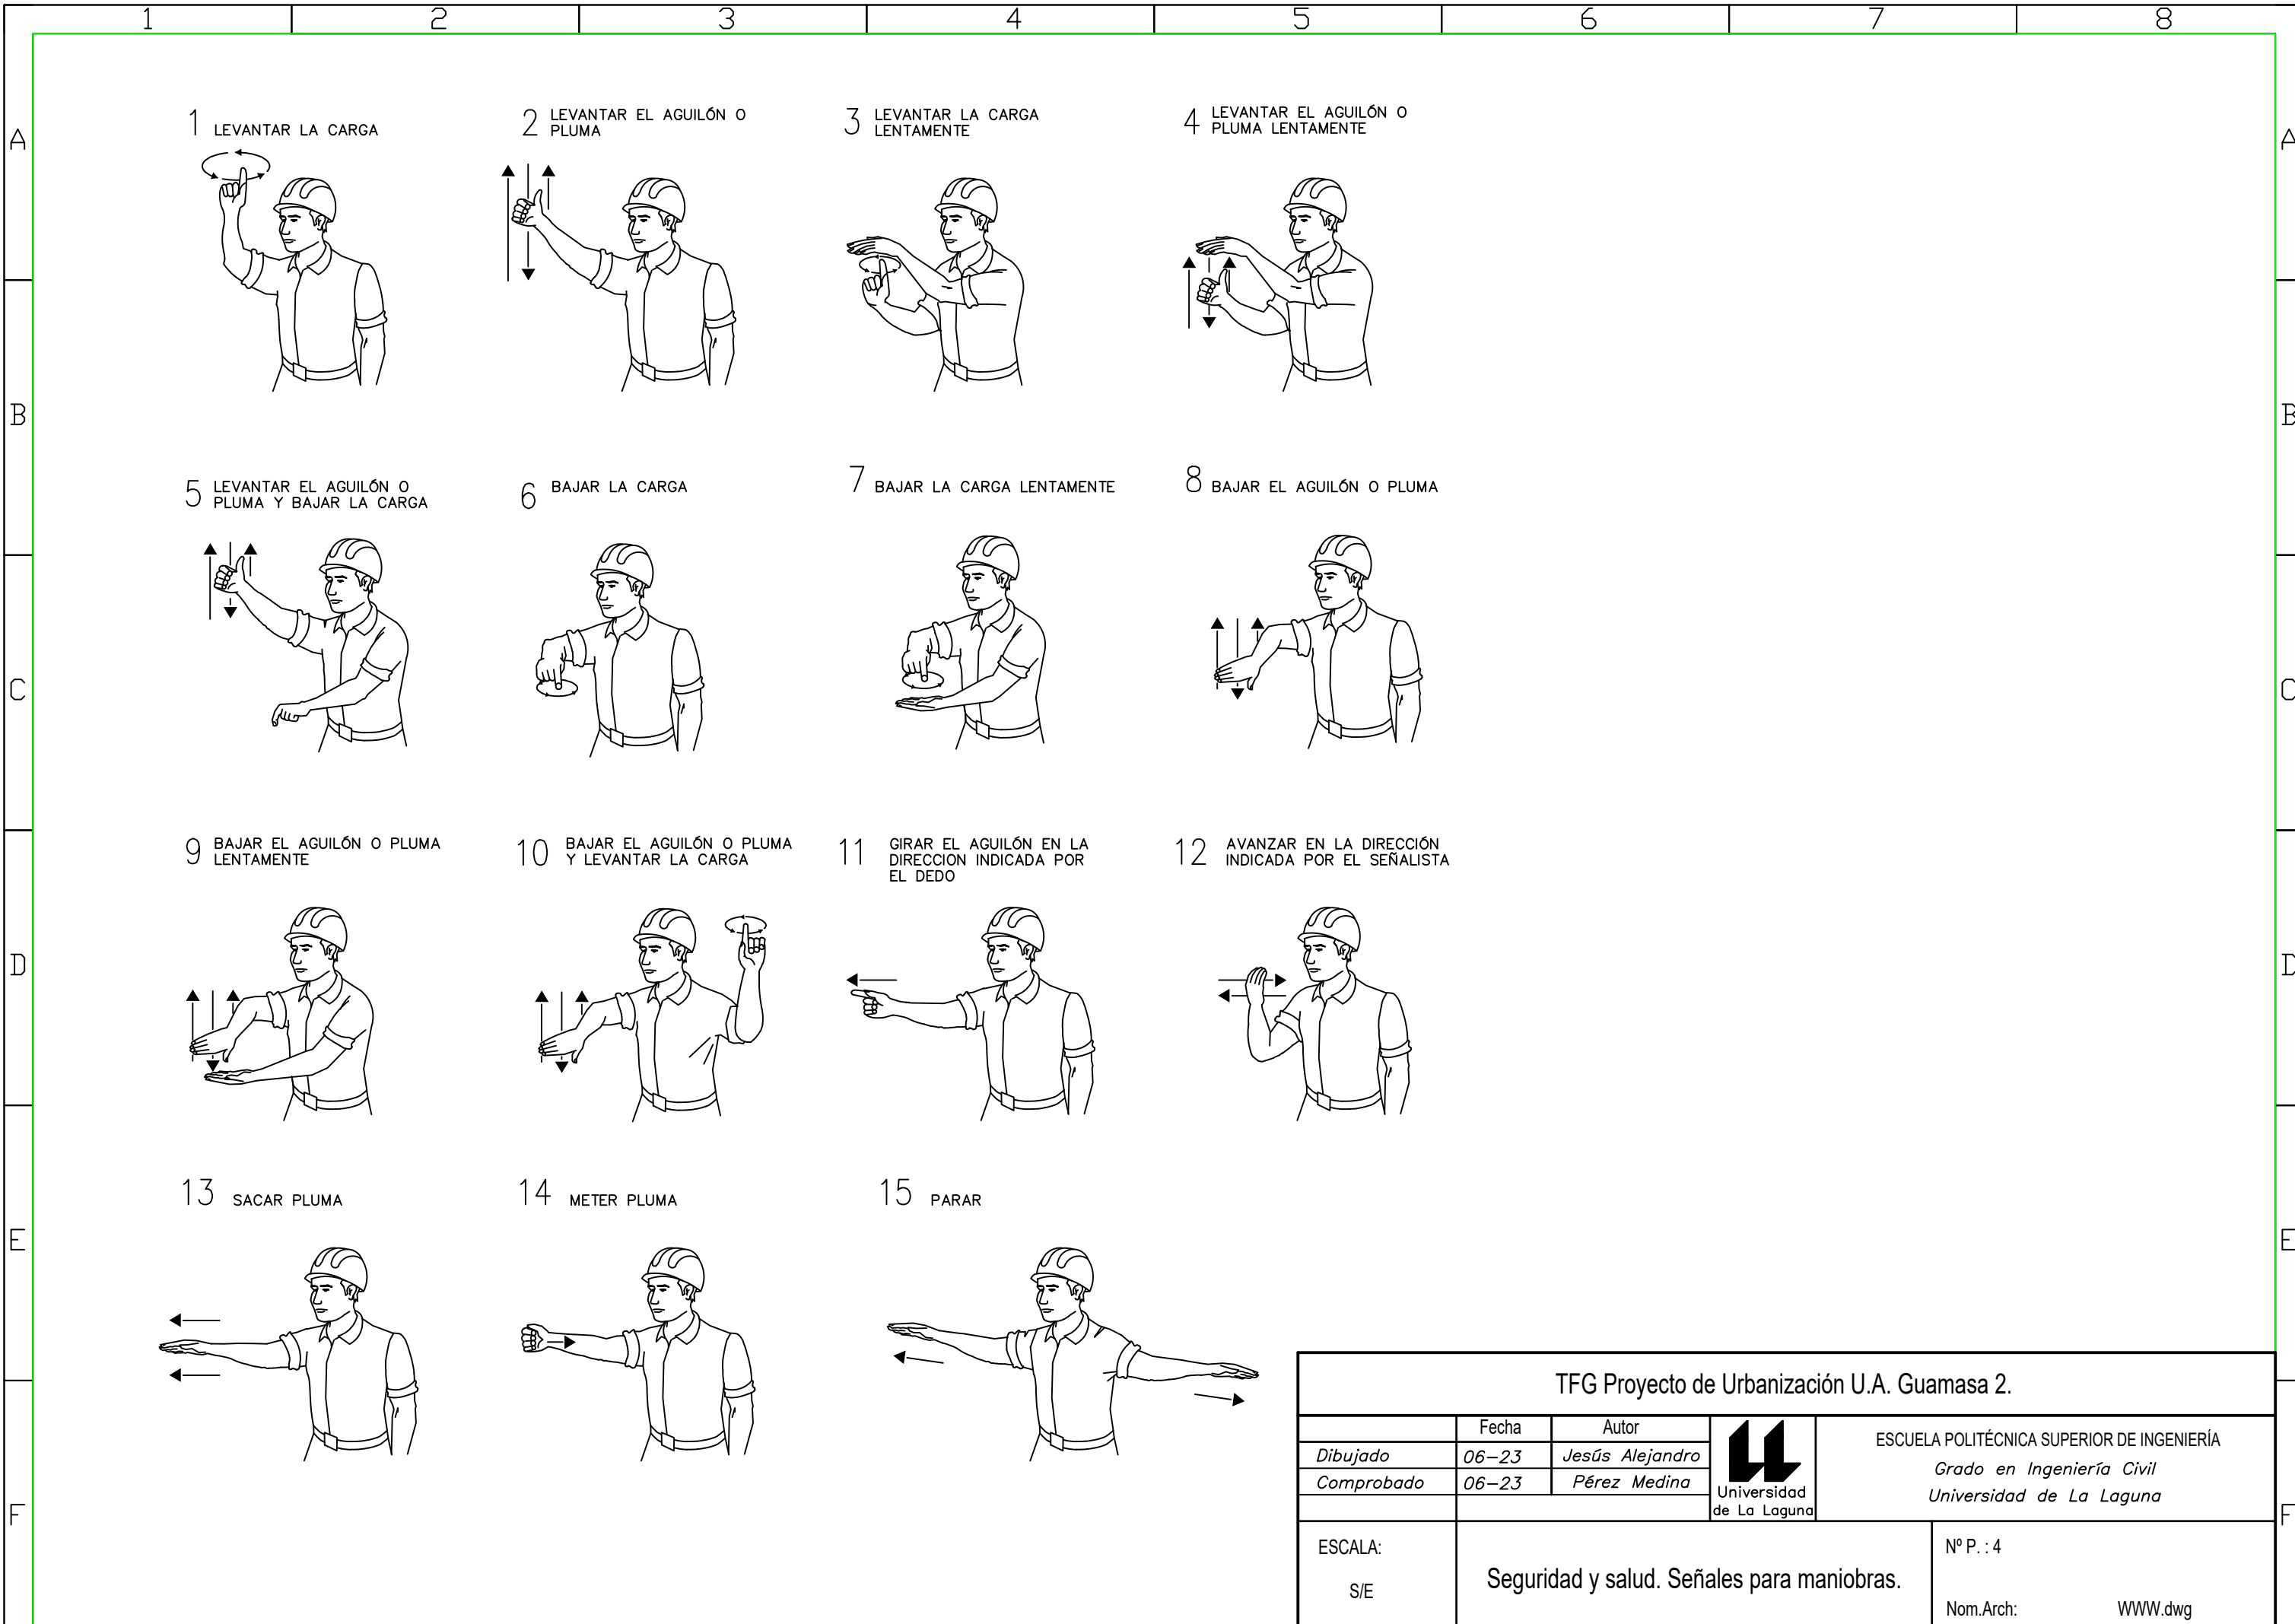 1 2 3 4 5 6 7 8
A A
B B
C C
D D
E E
F F
1 LEVANTAR LA CARGA
2 LEVANTAR EL AGUILÓN O
PLUMA
3 LEVANTAR LA CARGA
LENTAMENTE
4 LEVANTAR EL AGUILÓN O
PLUMA LENTAMENTE
5 LEVANTAR EL AGUILÓN O
PLUMA Y BAJAR LA CARGA
6 BAJAR LA CARGA
7 BAJAR LA CARGA LENTAMENTE
8 BAJAR EL AGUILÓN O PLUMA
9 BAJAR EL AGUILÓN O PLUMA
LENTAMENTE
10 BAJAR EL AGUILÓN O PLUMA
Y LEVANTAR LA CARGA
11 GIRAR EL AGUILÓN EN LA
DIRECCION INDICADA POR
EL DEDO
12 AVANZAR EN LA DIRECCIÓN
INDICADA POR EL SEÑALISTA
13 SACAR PLUMA
14 METER PLUMA
15 PARAR
TFG Proyecto de Urbanización U.A. Guamasa 2.
Fecha Autor
Dibujado 06-23 Jesús Alejandro
Comprobado 06-23 Pérez Medina
Universidad
de La Laguna
ESCUELA POLITÉCNICA SUPERIOR DE INGENIERÍA
Grado en Ingeniería Civil
Universidad de La Laguna
ESCALA:
S/E
Seguridad y salud. Señales para maniobras.
Nº P. : 4
Nom.Arch: WWW.dwg